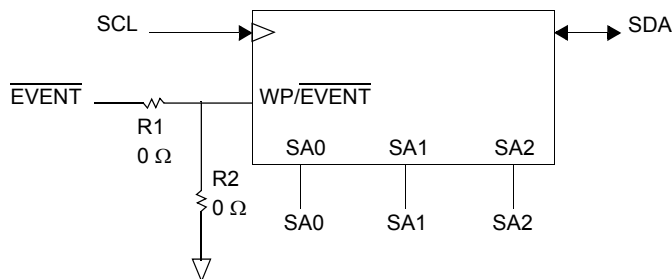 SCL
SDA
EVENT
WP/EVENT
R1
0 Ω
SA0 SA1 SA2
R2
0 Ω
SA0 SA1 SA2